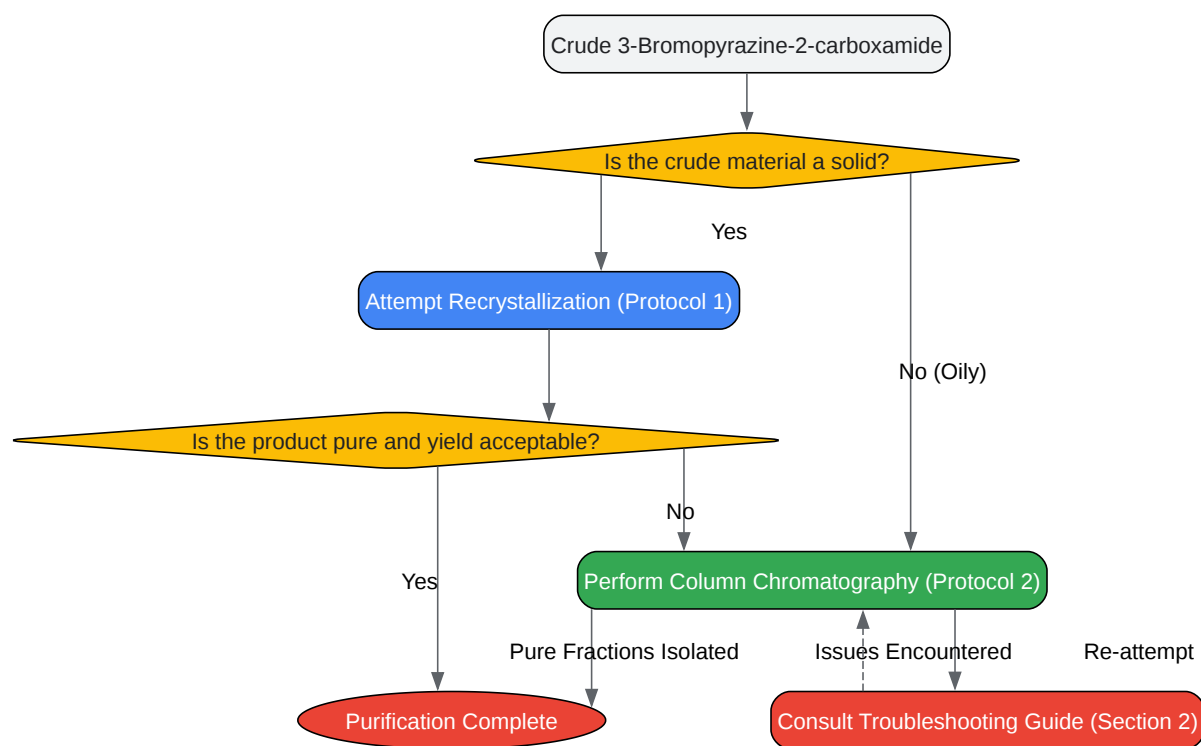 Crude 3-Bromopyrazine-2-carboxamide
Is the crude material a solid?
Yes
Attempt Recrystallization (Protocol 1)
No (Oily)
Is the product pure and yield acceptable?
No
Yes
Perform Column Chromatography (Protocol 2)
Pure Fractions Isolated
Issues Encountered
Re-attempt
Purification Complete
Consult Troubleshooting Guide (Section 2)